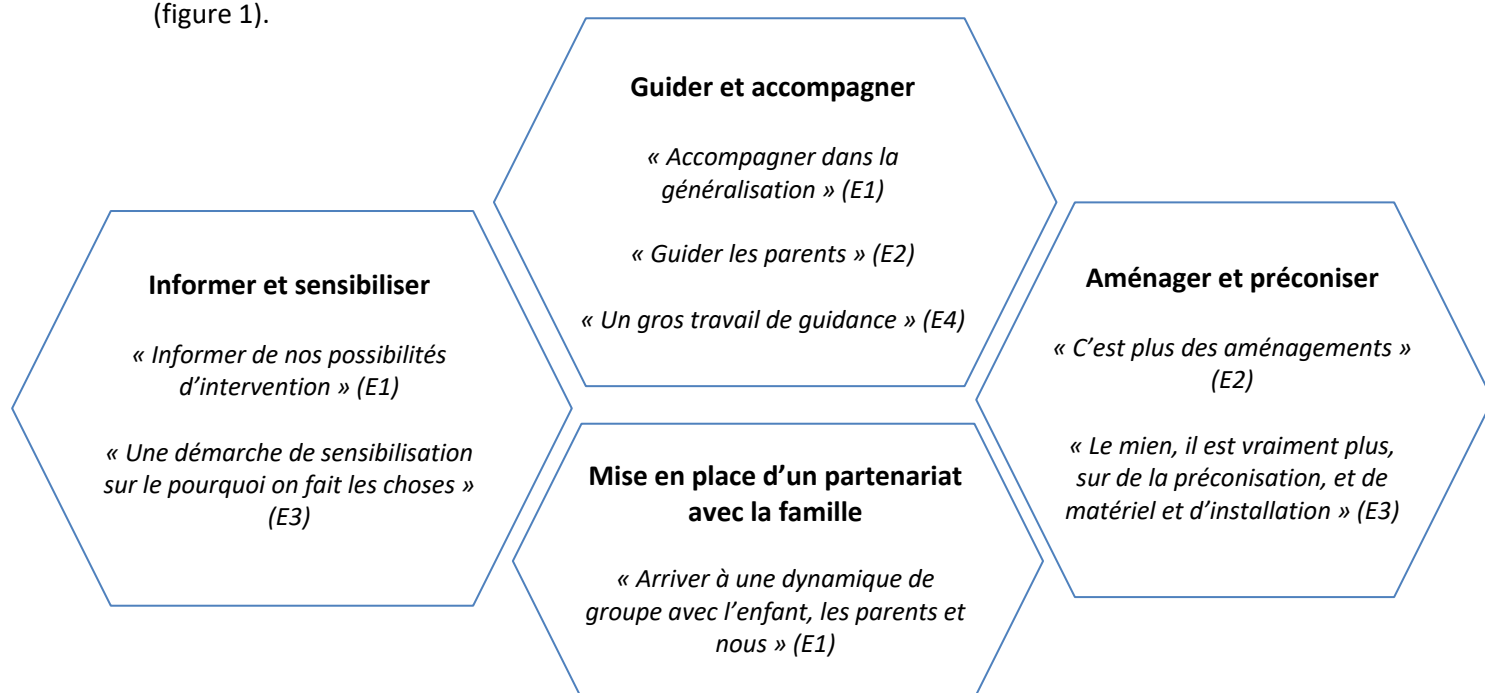 (figure 1).
Guider et accompagner
« Accompagner dans la
généralisation » (E1)
« Guider les parents » (E2)
« Un gros travail de guidance » (E4)
Informer et sensibiliser
« Informer de nos possibilités
d’intervention » (E1)
« Une démarche de sensibilisation
sur le pourquoi on fait les choses »
(E3)
Aménager et préconiser
« C’est plus des aménagements »
(E2)
« Le mien, il est vraiment plus,
sur de la préconisation, et de
matériel et d’installation » (E3)
Mise en place d’un partenariat
avec la famille
« Arriver à une dynamique de
groupe avec l’enfant, les parents et
nous » (E1)